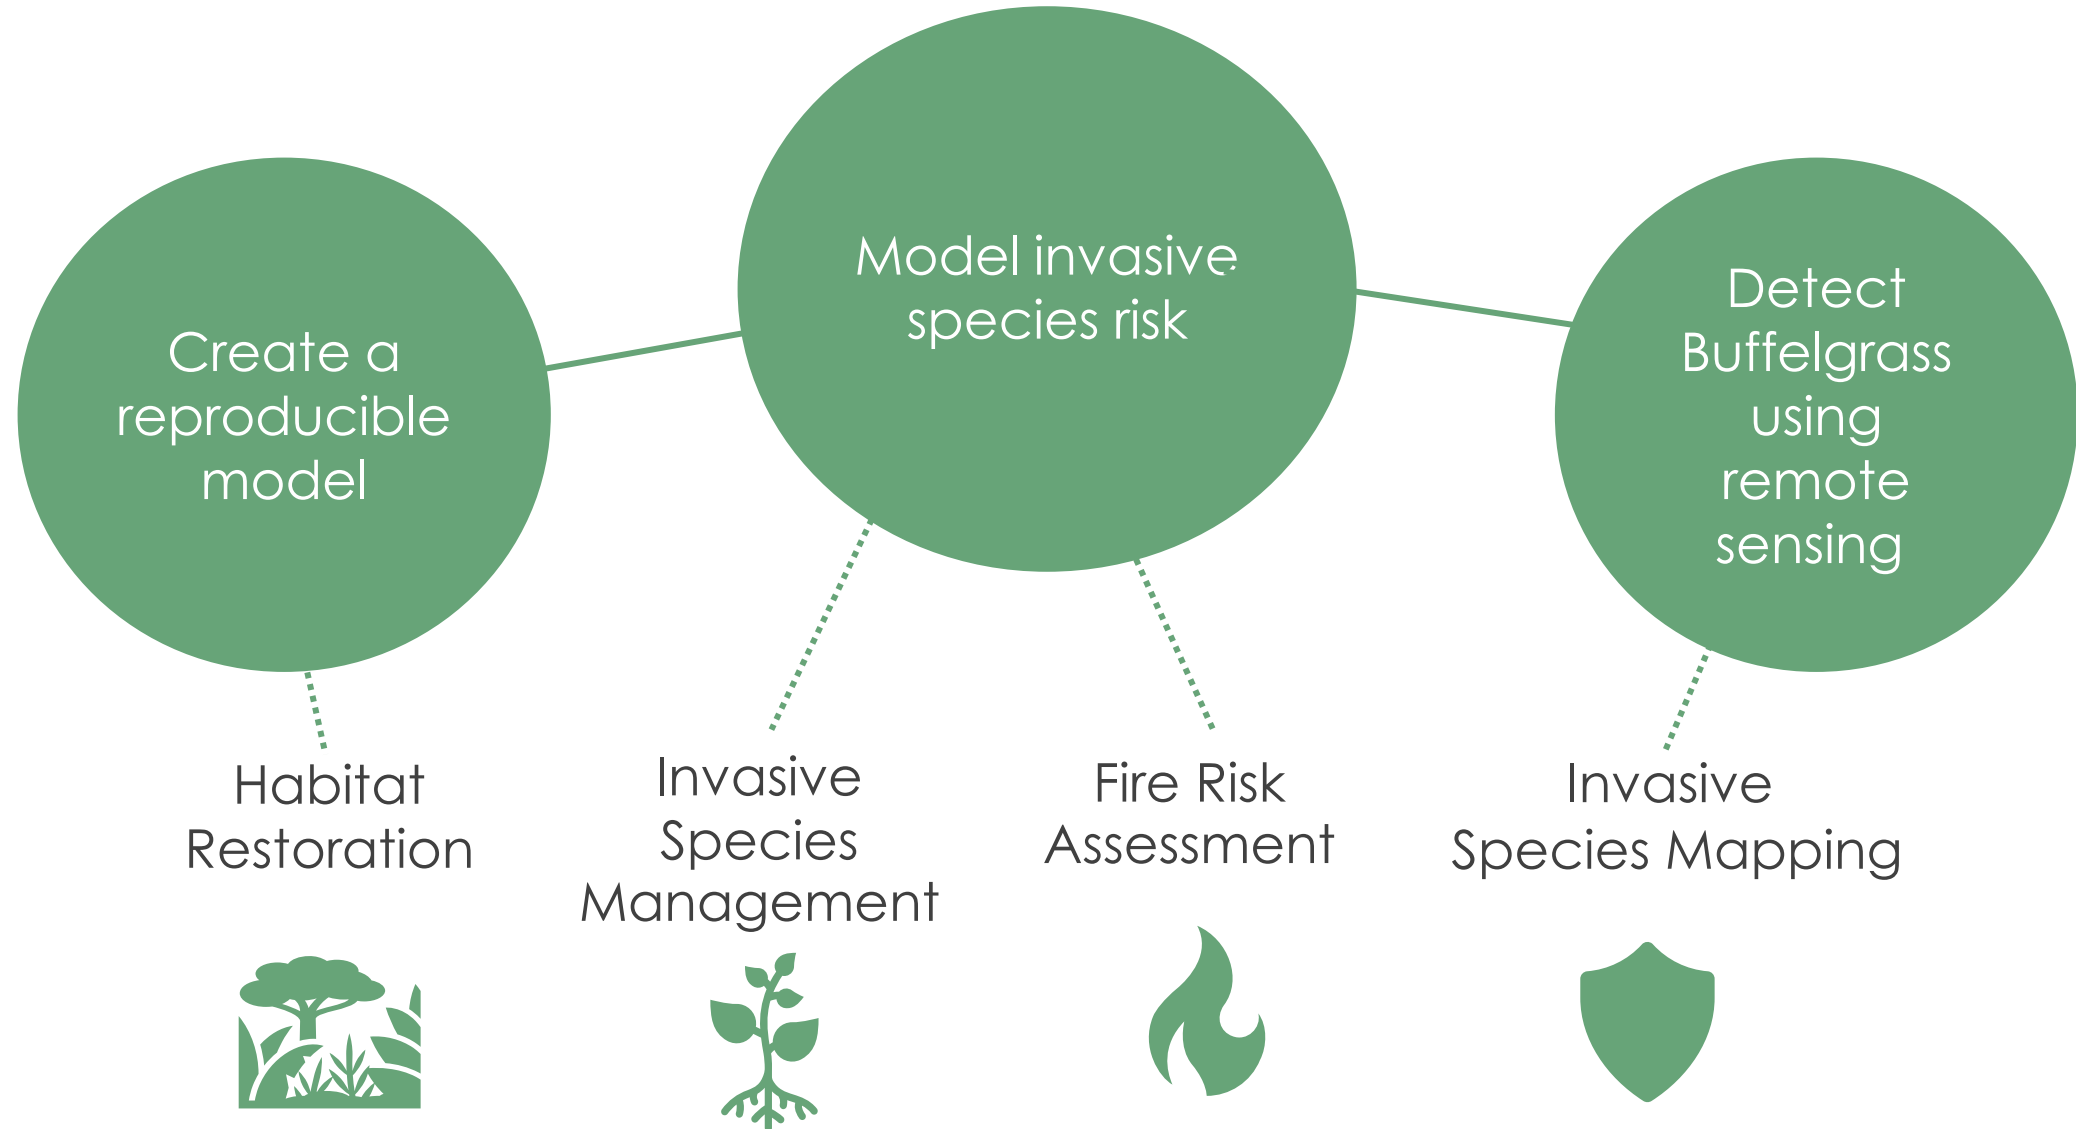 Create a
reproducible
model
Model invasive
species risk
Detect
Buffelgrass
using
remote
sensing
Habitat
Restoration
Invasive
Species
Management
Fire Risk
Assessment
Invasive
Species Mapping